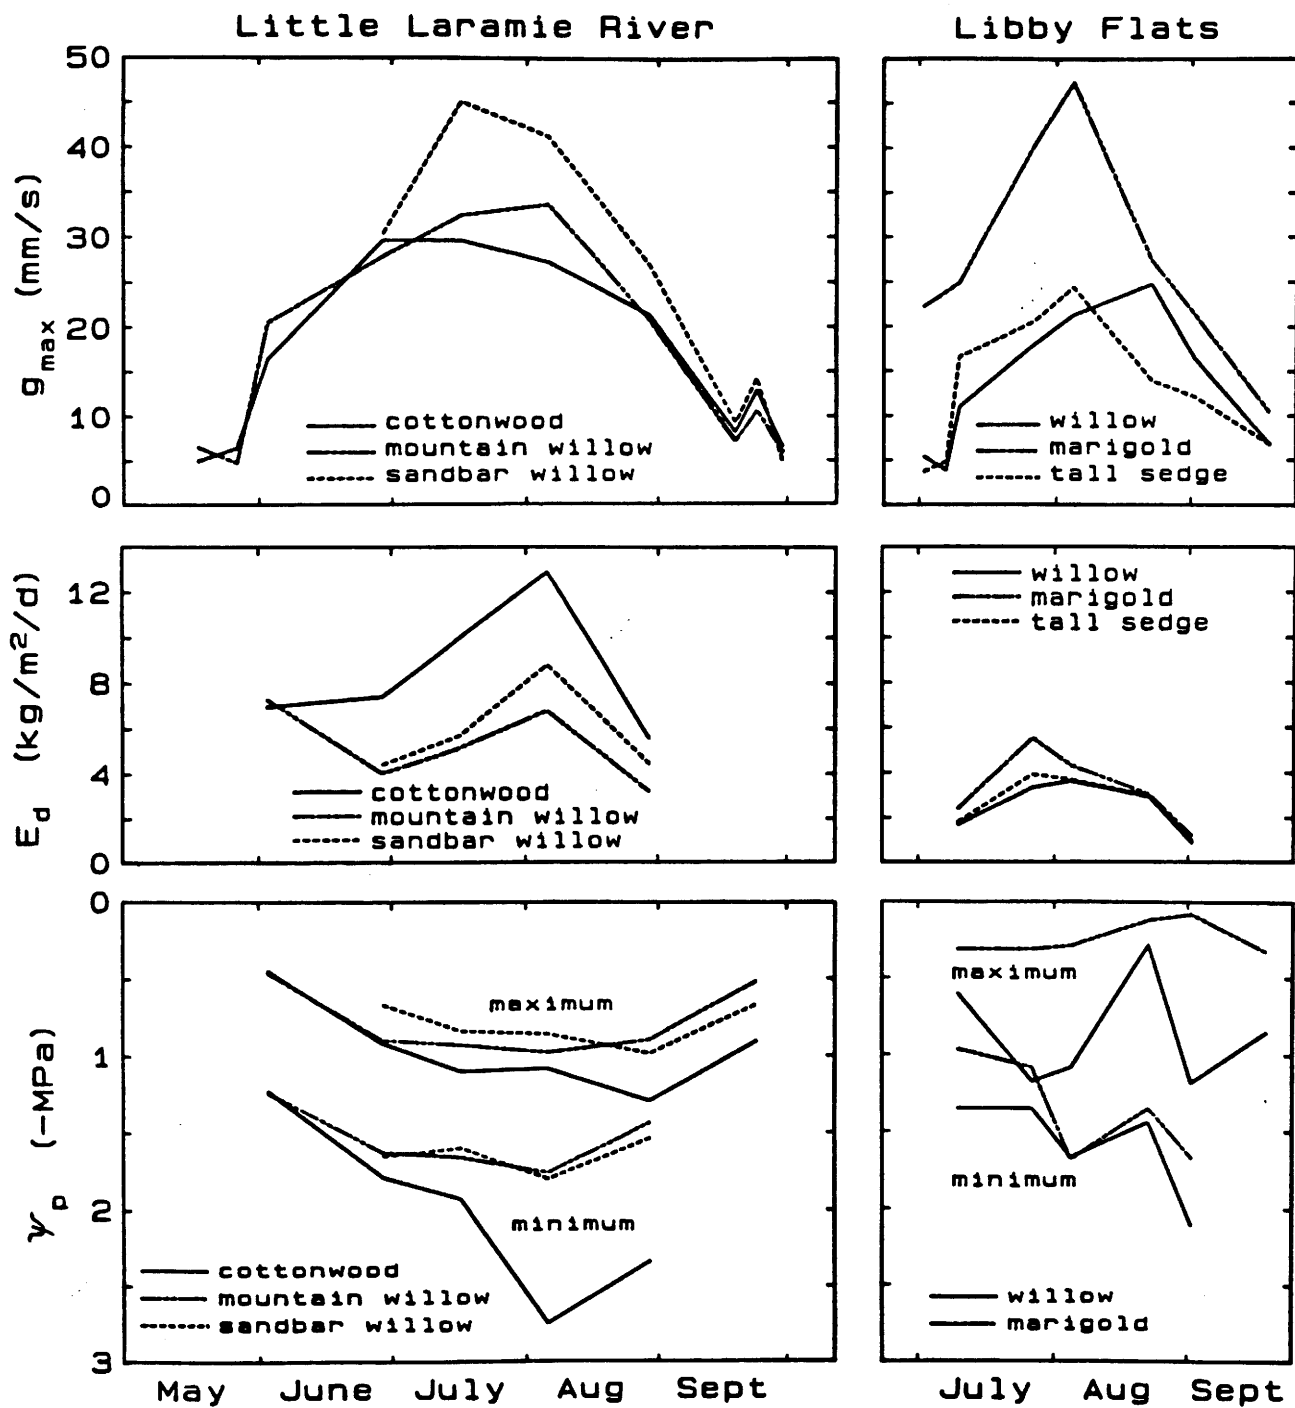 Little Laramie River
Libby Flats
50
40
30
20
10
0
g_max (mm/s)
cottonwood
mountain willow
sandbar willow
willow
marigold
tall sedge
12
8
4
0
E_d (kg/m²/d)
cottonwood
mountain willow
sandbar willow
willow
marigold
tall sedge
0
1
2
3
ψ_p (-MPa)
maximum
minimum
cottonwood
mountain willow
sandbar willow
maximum
minimum
willow
marigold
May June July Aug Sept
July Aug Sept